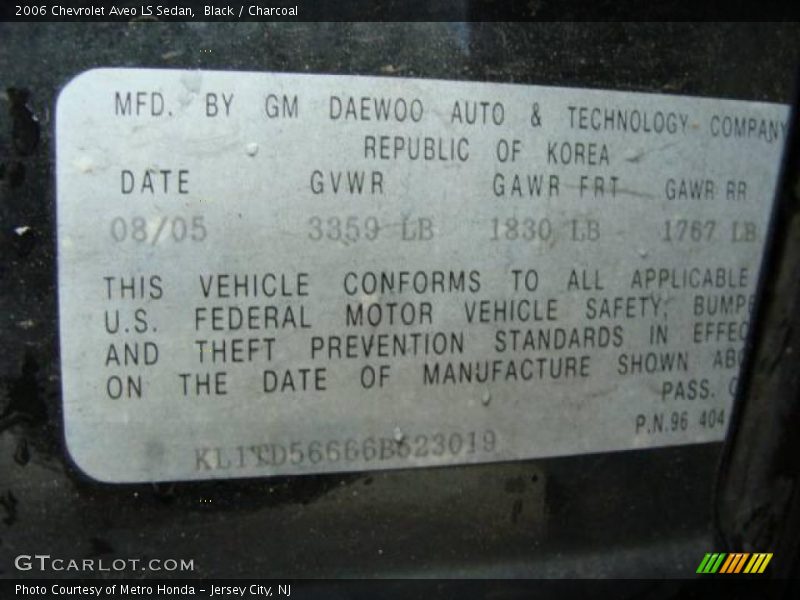 2006 Chevrolet Aveo LS Sedan, Black / Charcoal
MFD. BY GM DAEWOO AUTO & TECHNOLOGY COMPANY
REPUBLIC OF KOREA
DATE GVWR GAWR FRT GAWR RR
08/05 3359 LB 1830 LB 1767 LB
THIS VEHICLE CONFORMS TO ALL APPLICABLE
U.S. FEDERAL MOTOR VEHICLE SAFETY, BUMPE
AND THEFT PREVENTION STANDARDS IN EFFEC
ON THE DATE OF MANUFACTURE SHOWN ABO
PASS. C
P.N.96 404
KL1TD56666B623019
GTCARLOT.COM
Photo Courtesy of Metro Honda - Jersey City, NJ